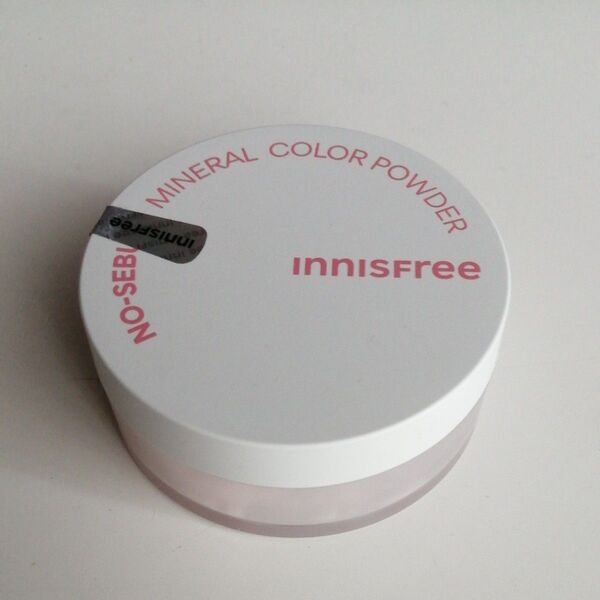 NO-SEBU MINERAL COLOR POWDER
innisfree
innisfree